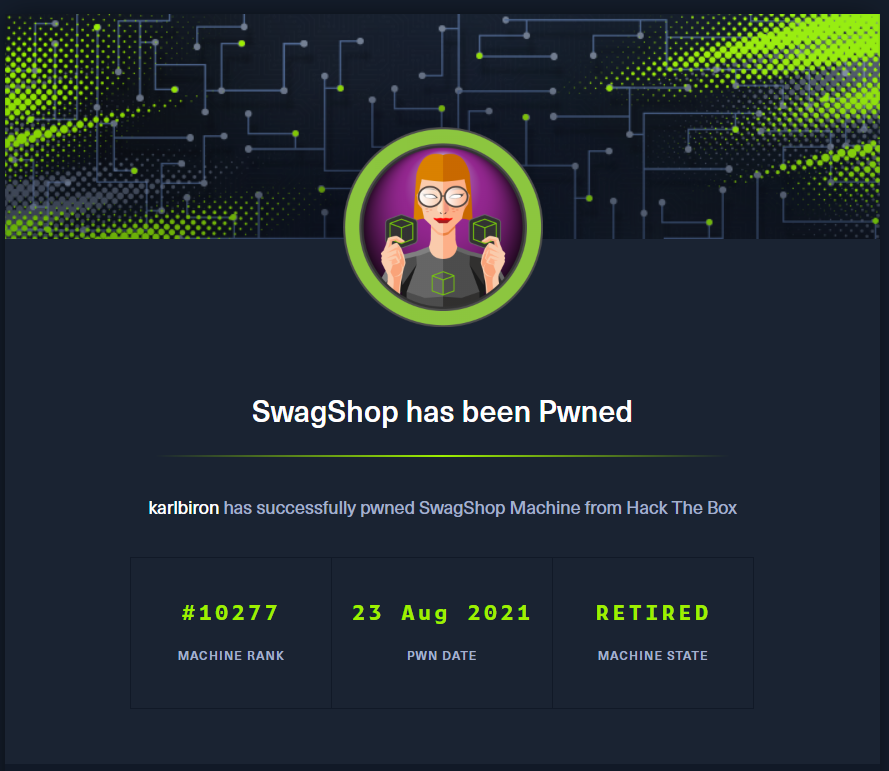 SwagShop has been Pwned
karlbiron has successfully pwned SwagShop Machine from Hack The Box
#10277
MACHINE RANK
23 Aug 2021
PWN DATE
RETIRED
MACHINE STATE